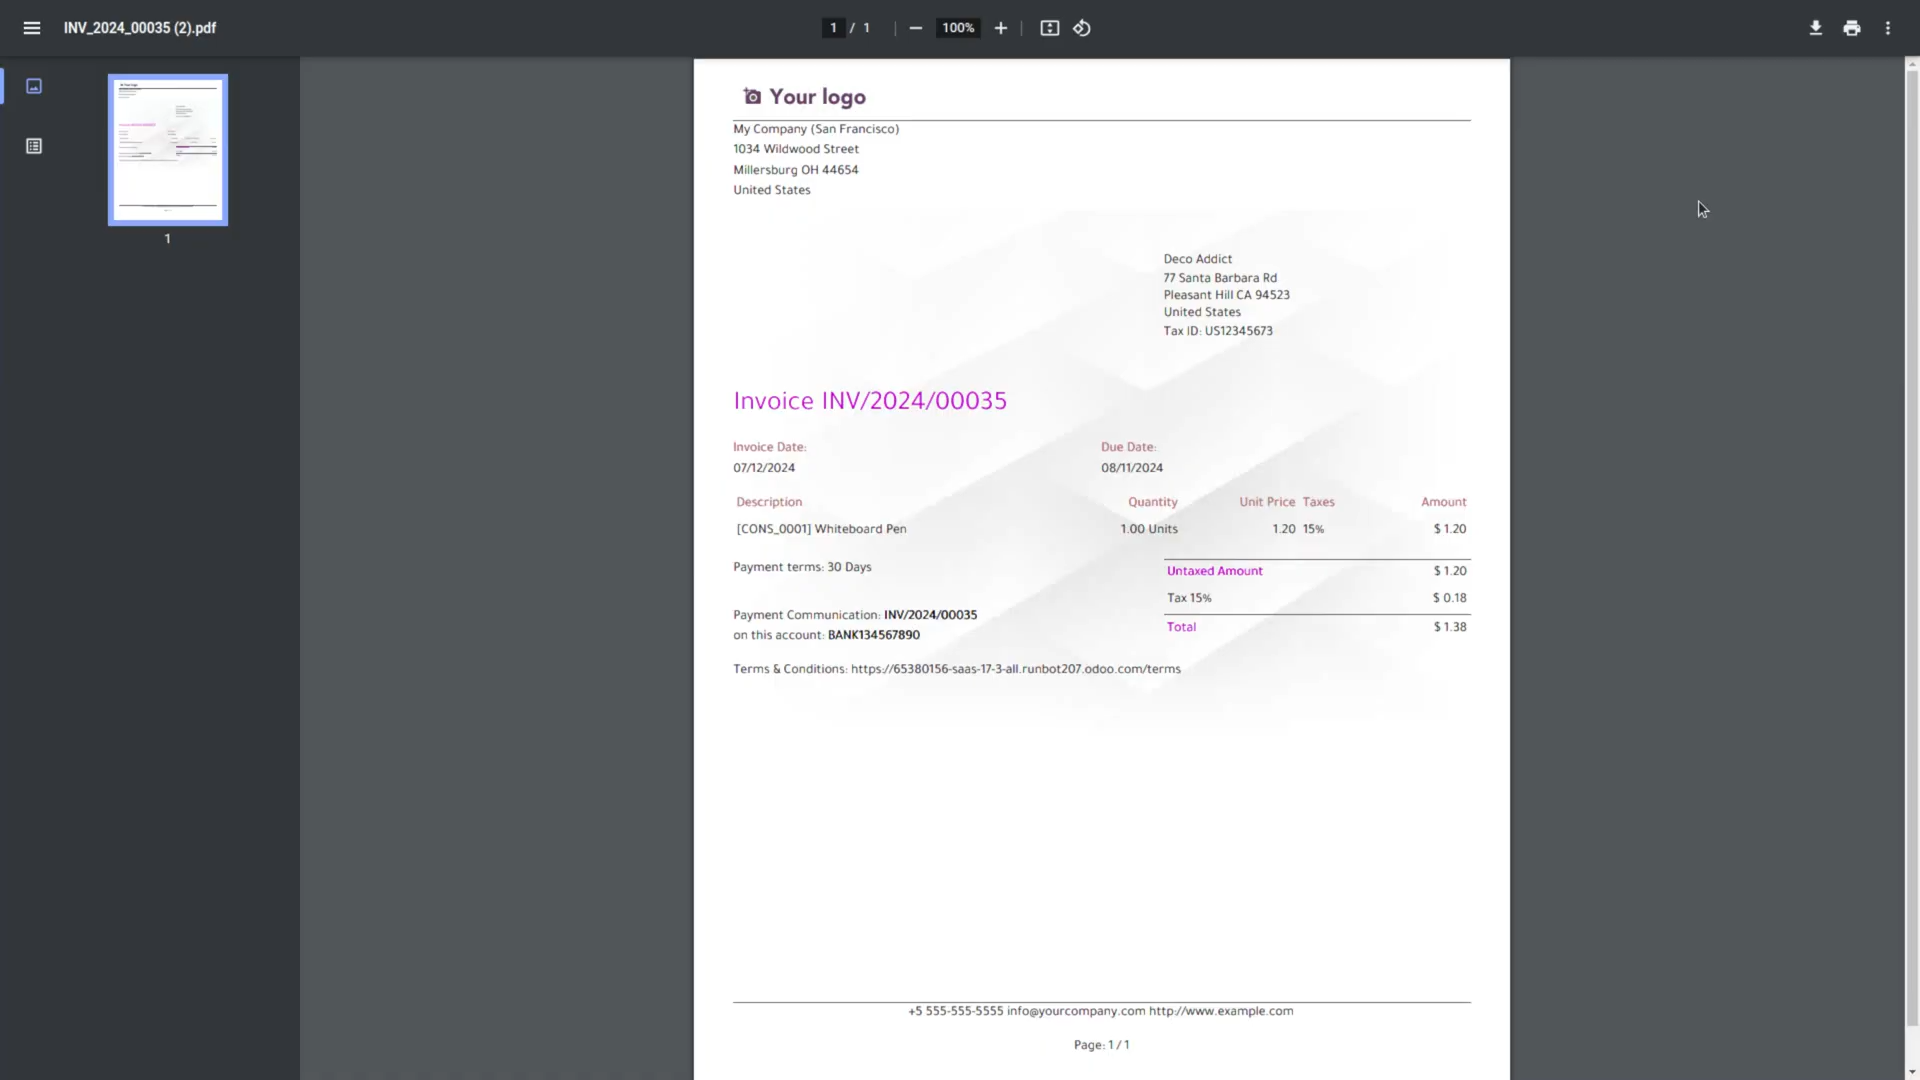 INV_2024_00035 (2).pdf
1 / 1
100%
1
Your logo
My Company (San Francisco)
1034 Wildwood Street
Millersburg OH 44654
United States
Deco Addict
77 Santa Barbara Rd
Pleasant Hill CA 94523
United States
Tax ID: US12345673
Invoice INV/2024/00035
Invoice Date: Due Date:
07/12/2024 08/11/2024
Description Quantity Unit Price Taxes Amount
[CONS_0001] Whiteboard Pen 1.00 Units 1.20 15% $ 1.20
Payment terms: 30 Days
Untaxed Amount $ 1.20
Tax 15% $ 0.18
Payment Communication: INV/2024/00035
Total $ 1.38
on this account: BANK134567890
Terms & Conditions: https://65380156-saas-17-3-all.runbot207.odoo.com/terms
+5 555-555-5555 info@yourcompany.com http://www.example.com
Page: 1 / 1